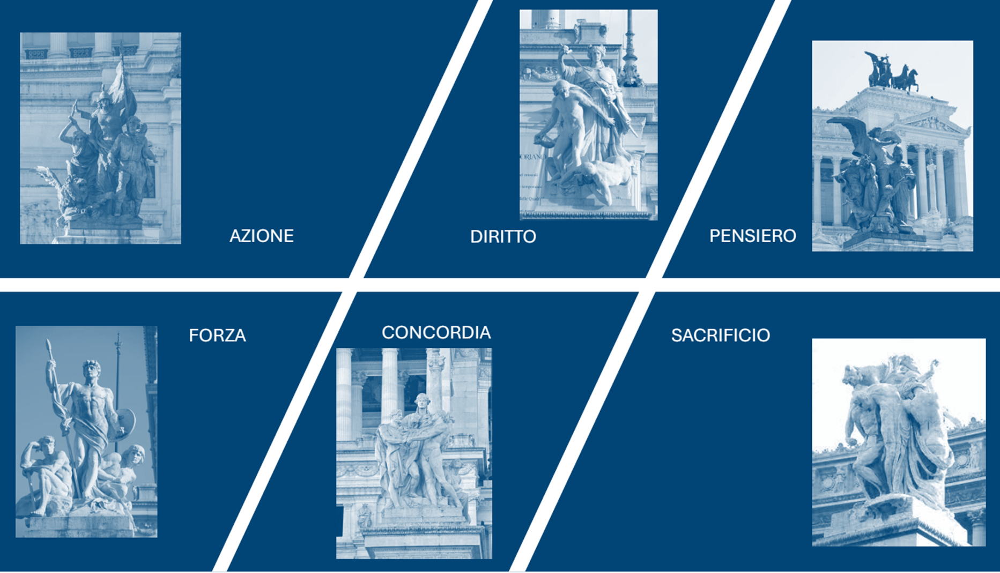 AZIONE
DIRITTO
PENSIERO
FORZA
CONCORDIA
SACRIFICIO